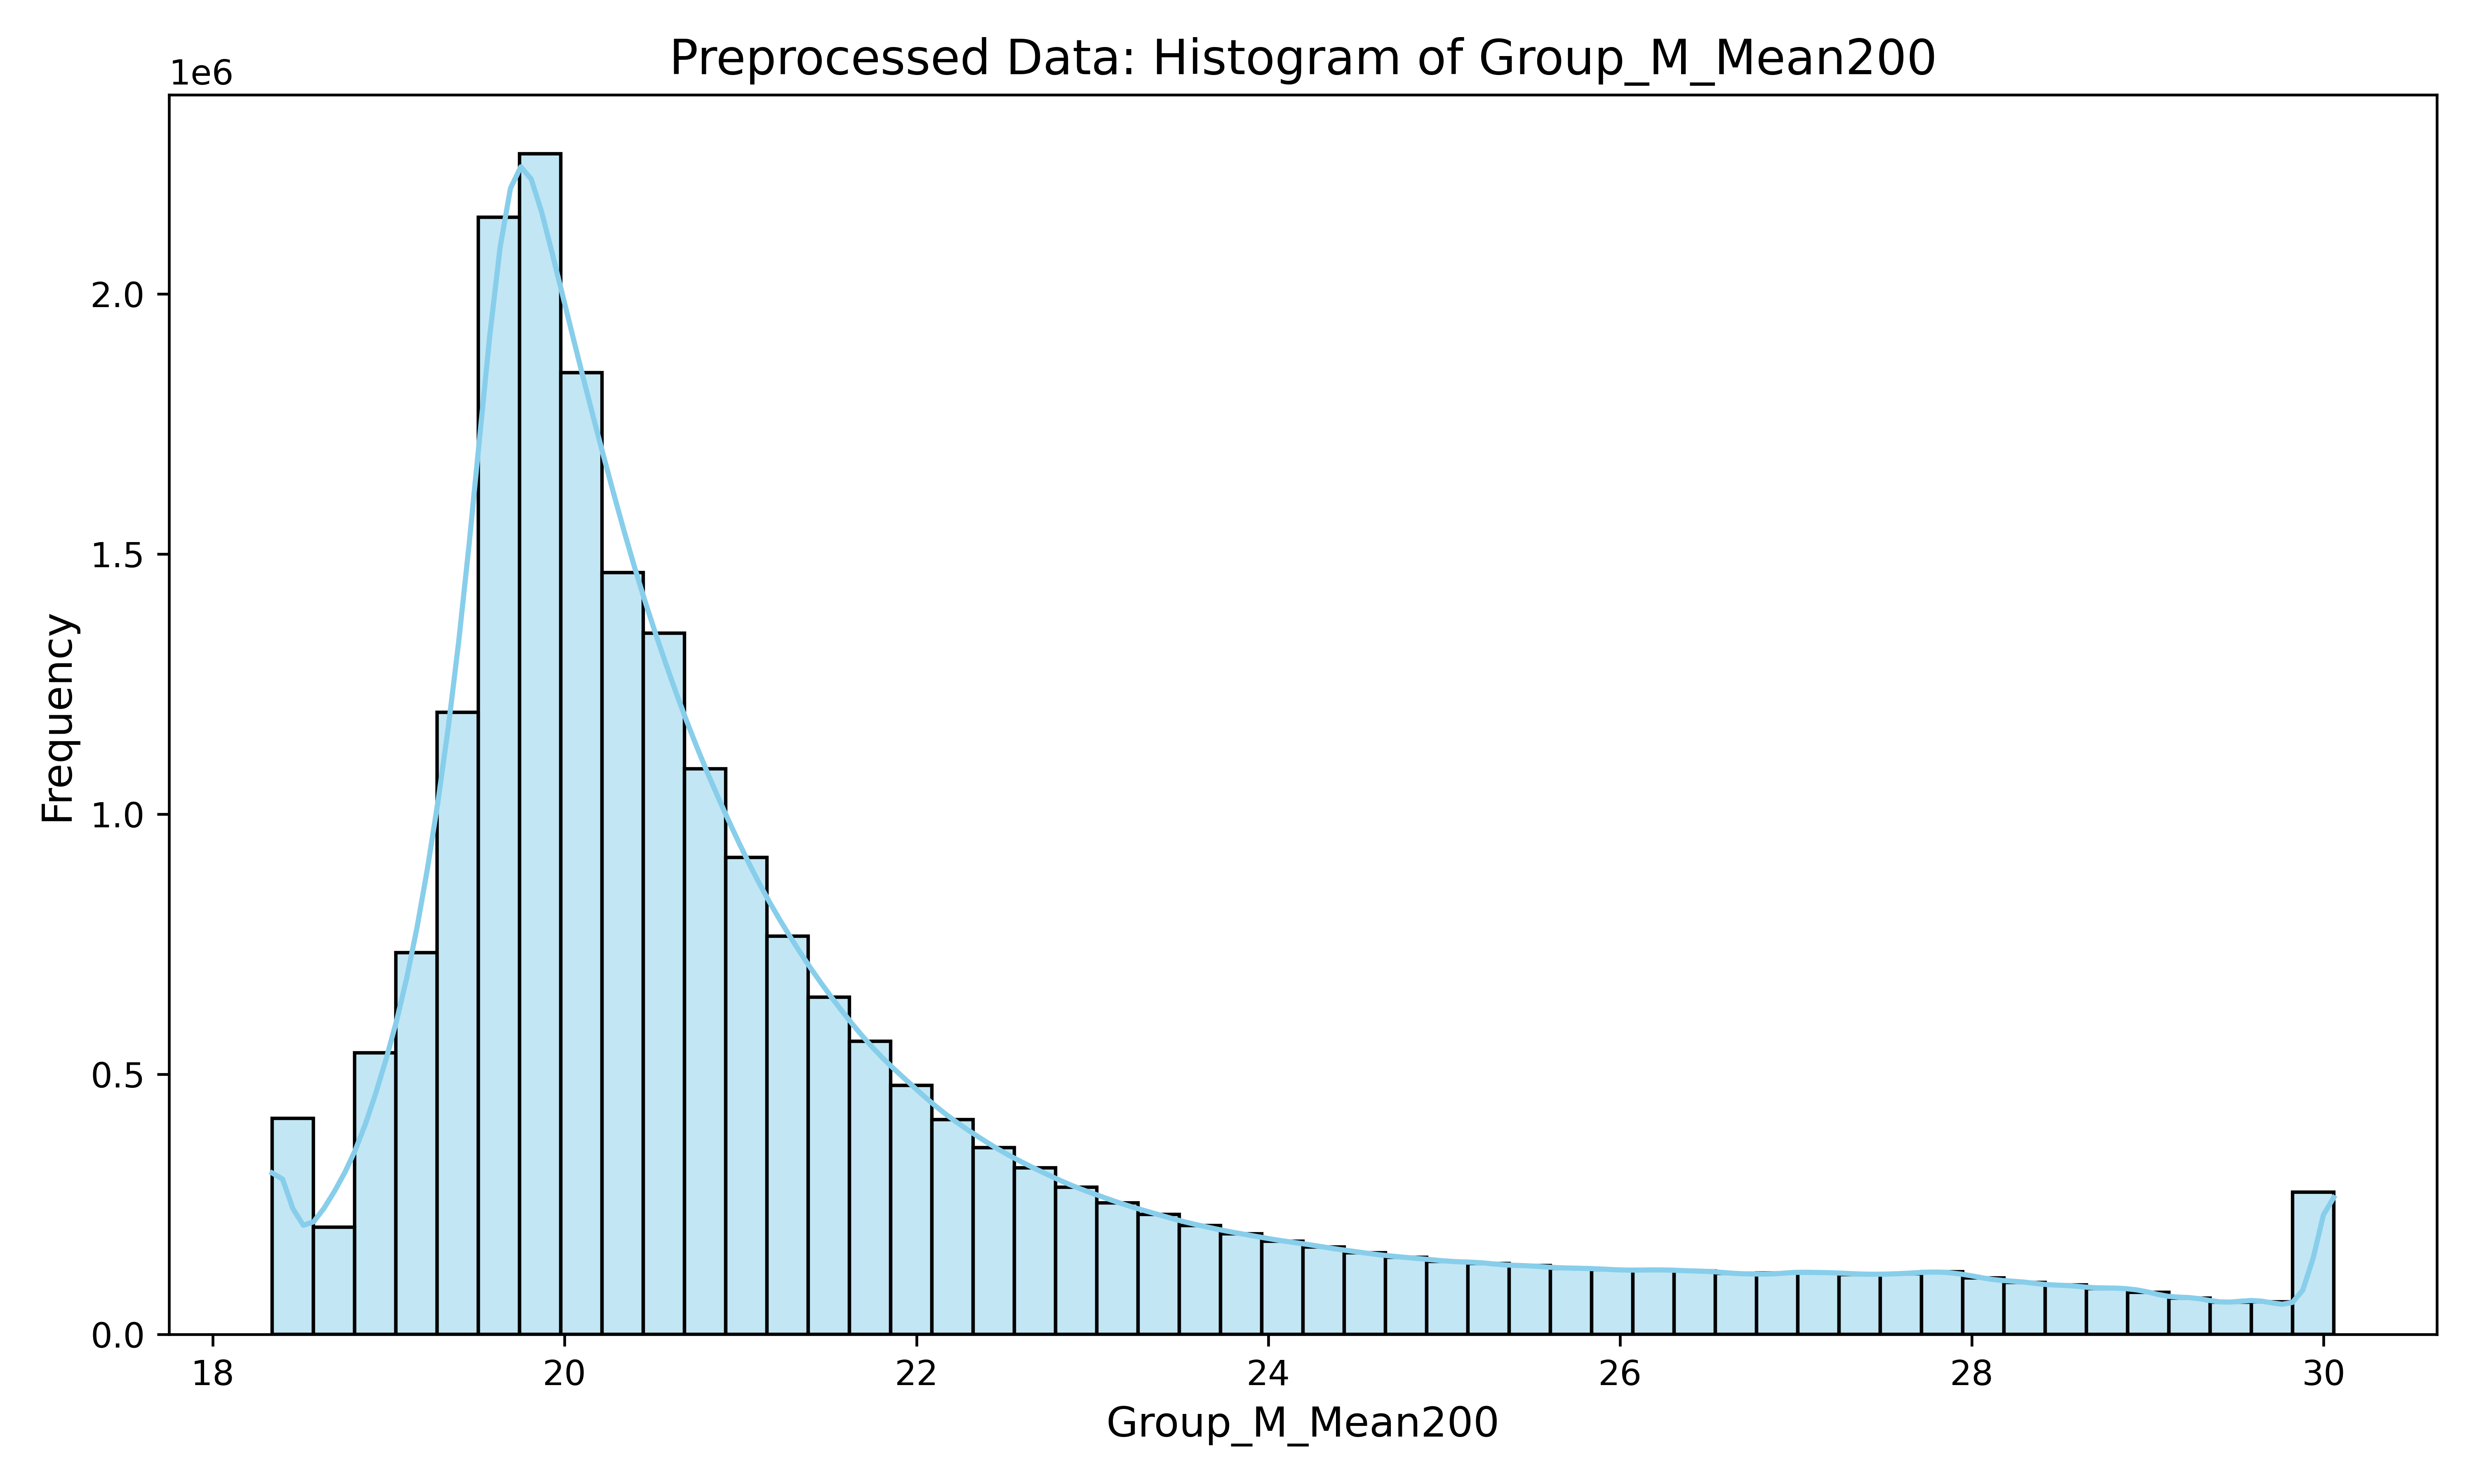 Preprocessed Data: Histogram of Group_M_Mean200
1e6
2.0
1.5
1.0
0.5
0.0
Frequency
18 20 22 24 26 28 30
Group_M_Mean200